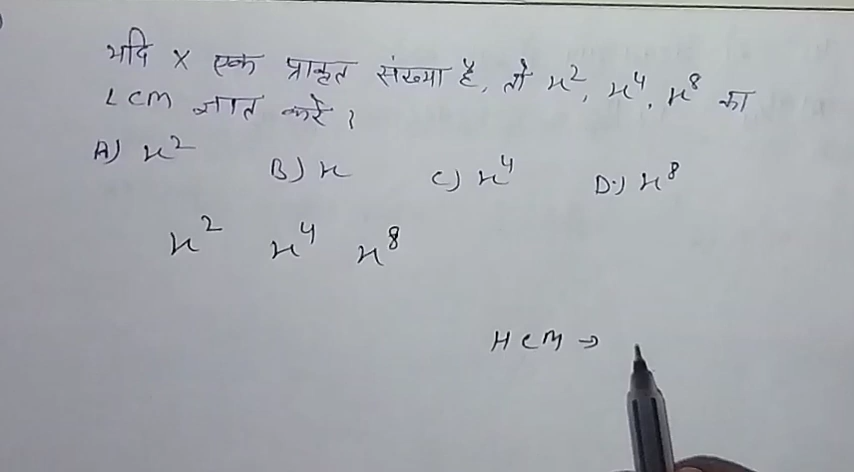 यदि x एक प्राकृत संख्या है, तो x², x⁴, x⁸ का
LCM ज्ञात करें ?
A) x² B) x C) x⁴ D.) x⁸
x² x⁴ x⁸
HCM →